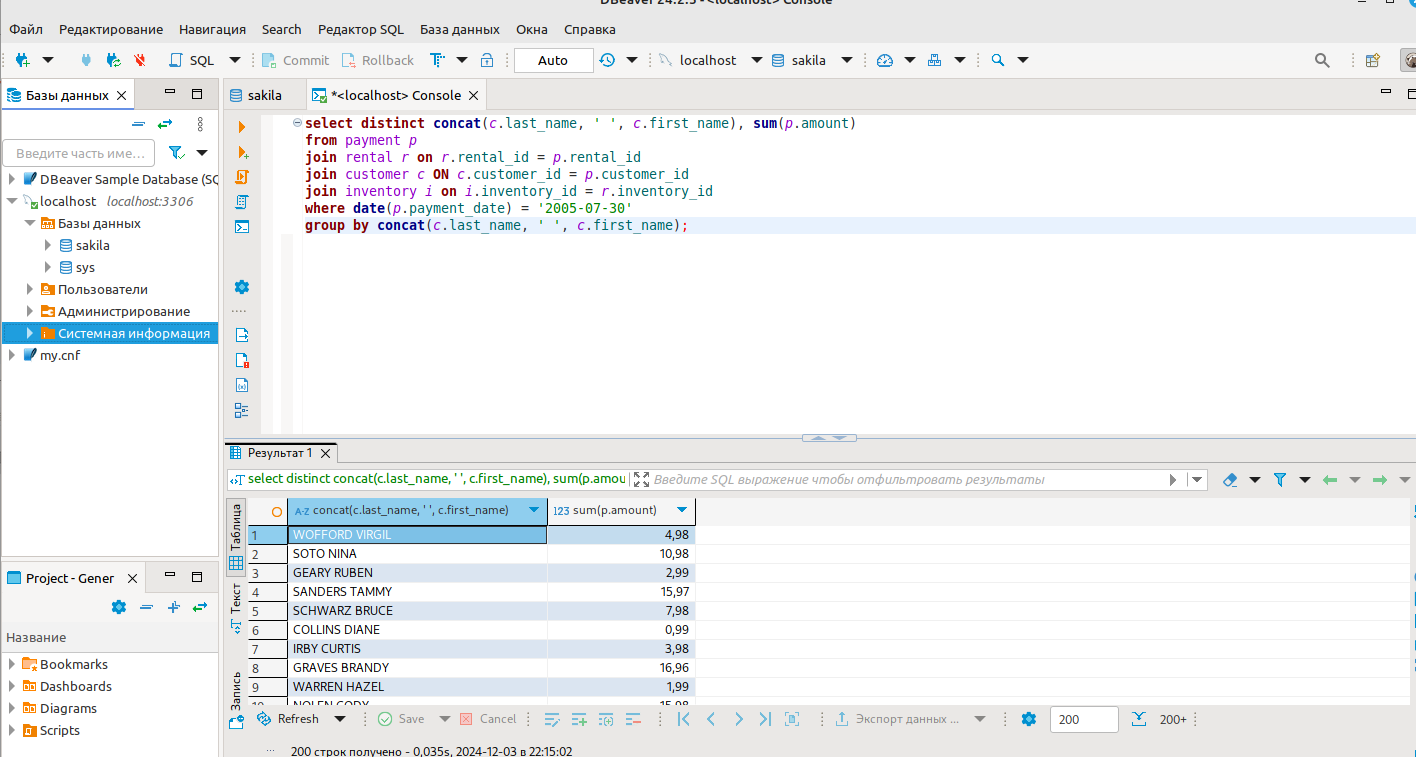 DBeaver 24.2.3 - <localhost> Console
Файл Редактирование Навигация Search Редактор SQL База данных Окна Справка
SQL Commit Rollback Auto localhost sakila
Базы данных
sakila *<localhost> Console
Введите часть име...
DBeaver Sample Database (SQ
localhost localhost:3306
Базы данных
sakila
sys
Пользователи
Администрирование
Системная информация
my.cnf
select distinct concat(c.last_name, ' ', c.first_name), sum(p.amount)
from payment p
join rental r on r.rental_id = p.rental_id
join customer c ON c.customer_id = p.customer_id
join inventory i on i.inventory_id = r.inventory_id
where date(p.payment_date) = '2005-07-30'
group by concat(c.last_name, ' ', c.first_name);
Project - Gener
Название
Bookmarks
Dashboards
Diagrams
Scripts
Результат 1
select distinct concat(c.last_name, ' ', c.first_name), sum(p.amou Введите SQL выражение чтобы отфильтровать результаты
Таблица
Текст
Запись
A-Z concat(c.last_name, ' ', c.first_name) 123 sum(p.amount)
1 WOFFORD VIRGIL 4,98
2 SOTO NINA 10,98
3 GEARY RUBEN 2,99
4 SANDERS TAMMY 15,97
5 SCHWARZ BRUCE 7,98
6 COLLINS DIANE 0,99
7 IRBY CURTIS 3,98
8 GRAVES BRANDY 16,96
9 WARREN HAZEL 1,99
10 NOLEN CODY 15,98
Refresh Save Cancel Экспорт данных ... 200 200+
200 строк получено - 0,035s, 2024-12-03 в 22:15:02